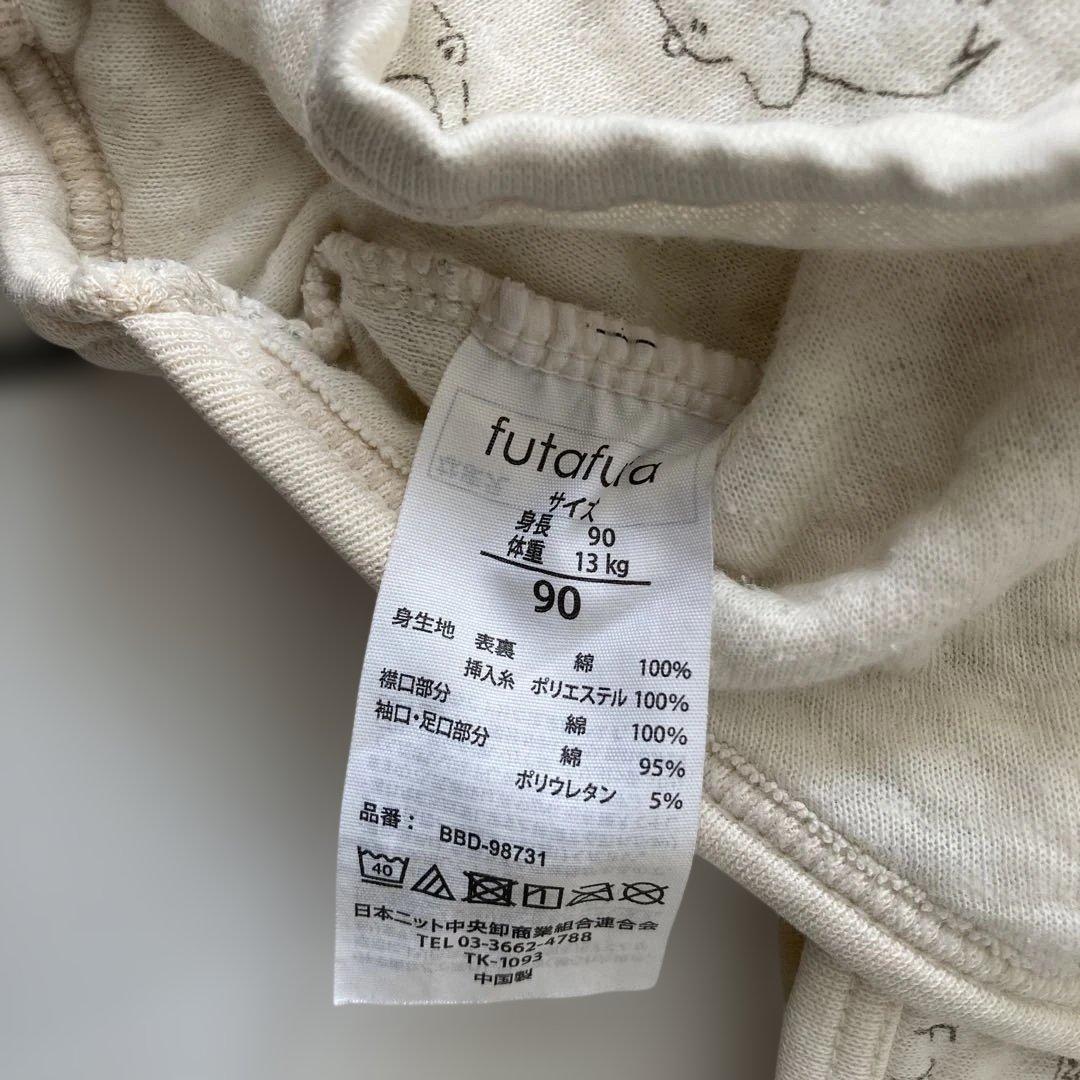 futafuta
サイズ
身長 90
体重 13 kg
90
身生地 表裏 綿 100%
挿入糸 ポリエステル 100%
襟口部分 綿 100%
袖口・足口部分 綿 95%
ポリウレタン 5%
品番： BBD-98731
40
日本ニット中央卸商業組合連合会
TEL 03-3662-4788
TK-1093
中国製